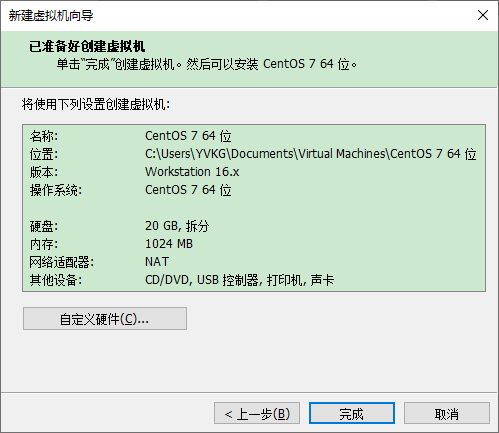 新建虚拟机向导
已准备好创建虚拟机
单击“完成”创建虚拟机。然后可以安装 CentOS 7 64 位。
将使用下列设置创建虚拟机:
名称: CentOS 7 64 位
位置: C:\Users\YVKG\Documents\Virtual Machines\CentOS 7 64 位
版本: Workstation 16.x
操作系统: CentOS 7 64 位
硬盘: 20 GB, 拆分
内存: 1024 MB
网络适配器: NAT
其他设备: CD/DVD, USB 控制器, 打印机, 声卡
自定义硬件(C)...
< 上一步(B) 完成 取消